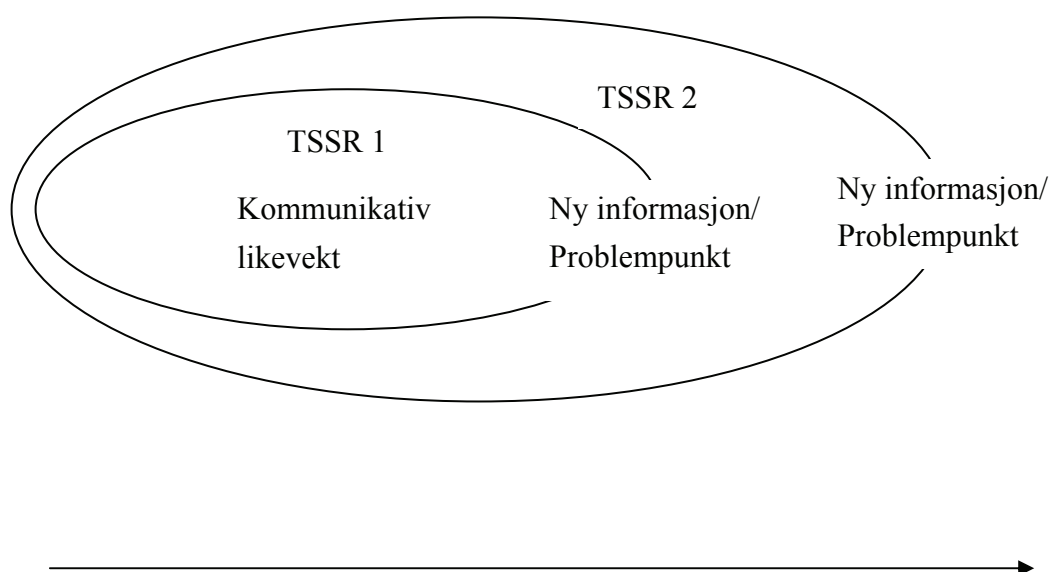 TSSR 2
TSSR 1
Kommunikativ
likevekt
Ny informasjon/
Problempunkt
Ny informasjon/
Problempunkt